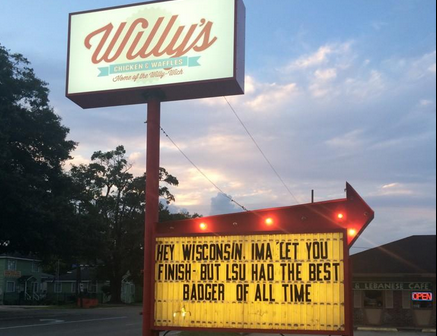 Willy's
CHICKEN & WAFFLES
Home of the Willy-Wich
HEY WISCONSIN. IMA LET YOU
FINISH- BUT LSU HAD THE BEST
BADGER OF ALL TIME
LEBANESE CAFE
OPEN